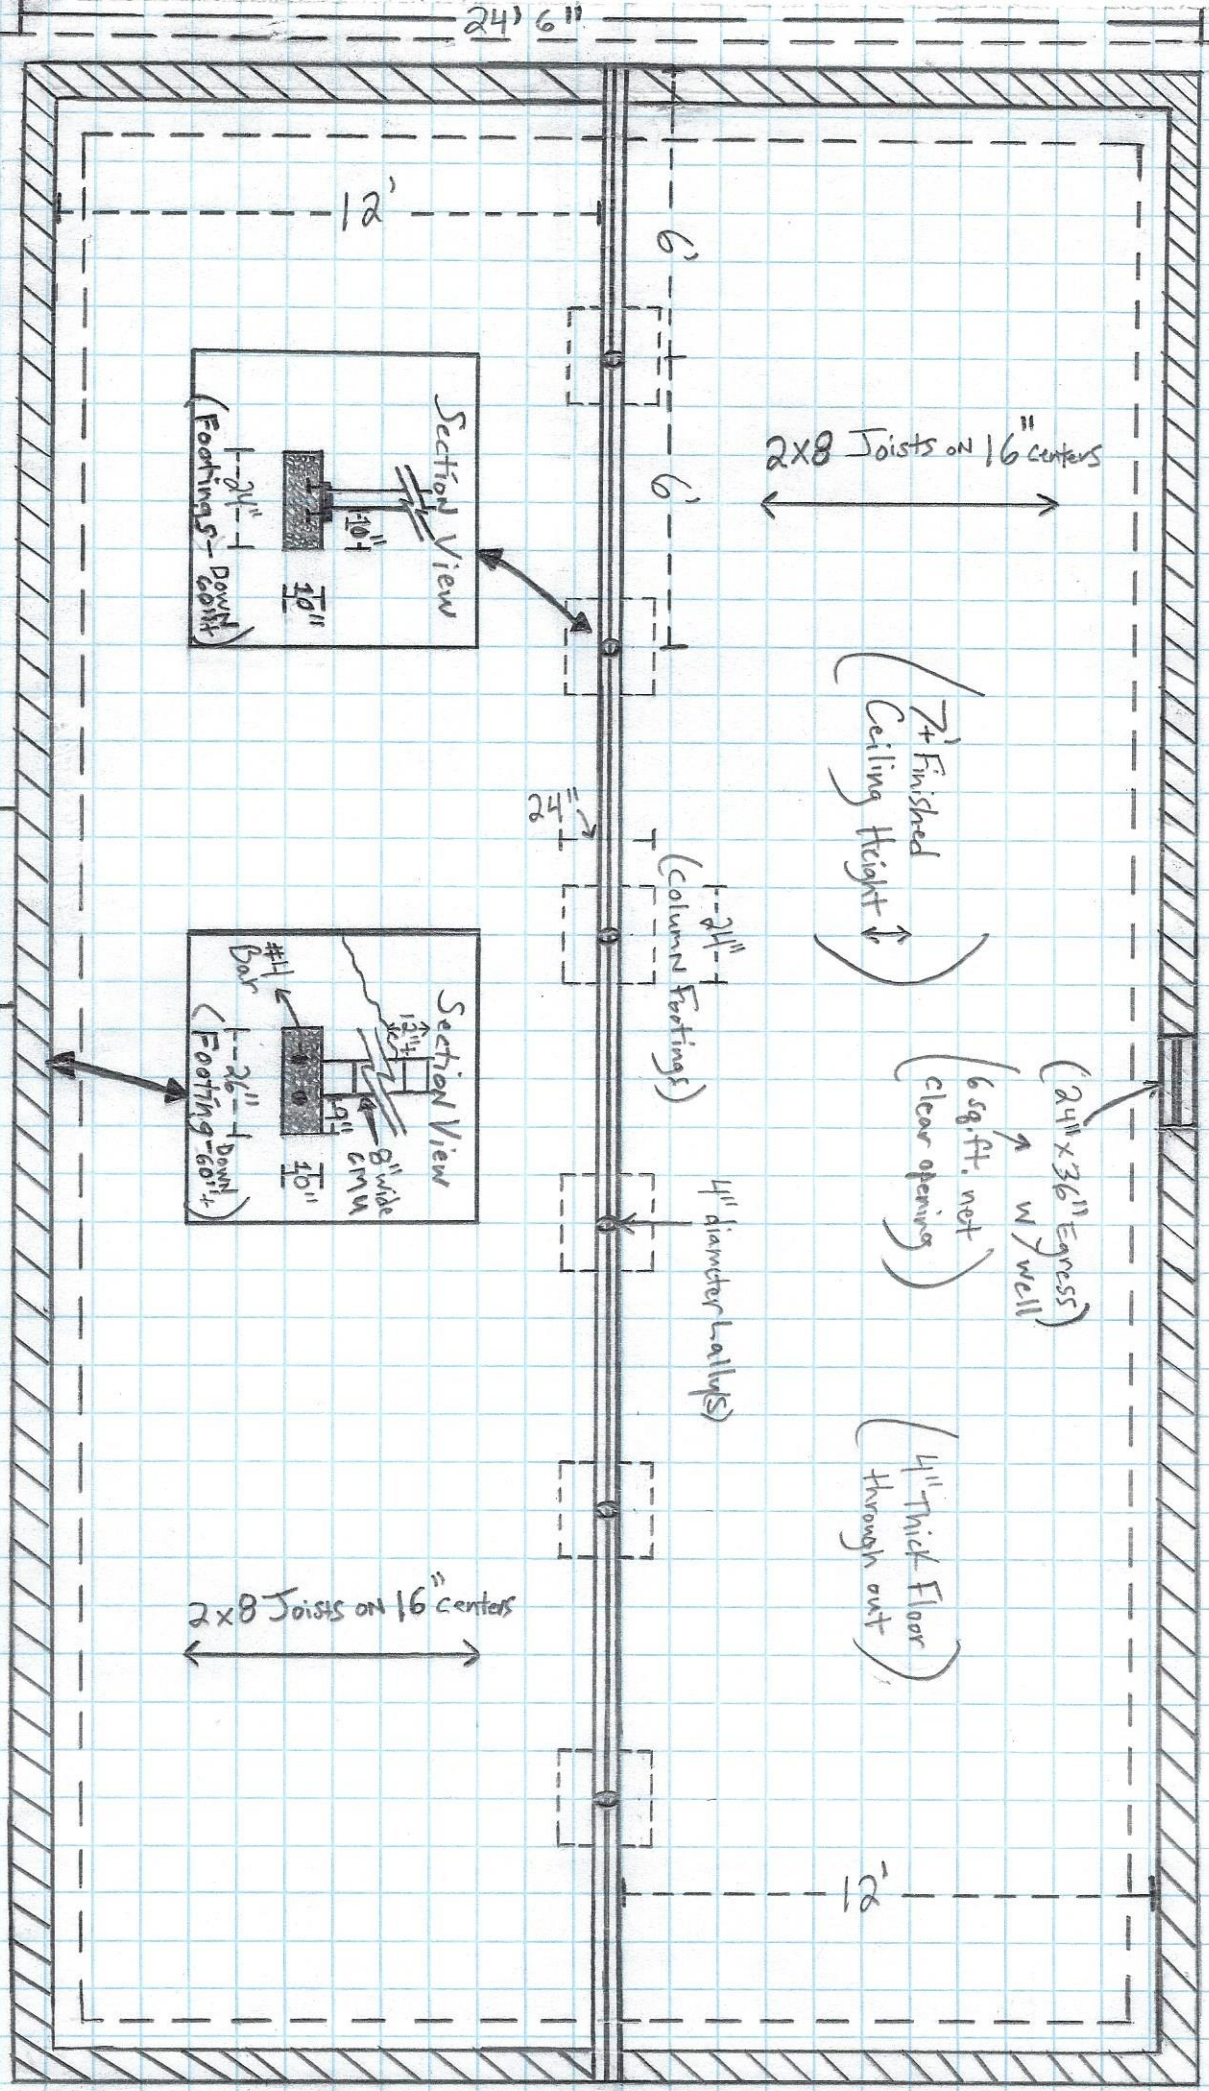 24' 6"
12'
6'
6'
2x8 Joists on 16" centers
Section View
10"+
10"
|--24"-+
(Footings - Down 60"+)
(7'+ Finished
Ceiling Height ↔)
24"
|--24"-+
(Column Footings)
(24" x 36" Egress)
w/ well
(6 sq. ft. net
clear opening)
Section View
12"+
8" wide
CMU
9"
10"
#4
Bar
|--26"-+
(Footing - Down 60"+)
4" diameter Lally(s)
(4" Thick Floor
through out)
2x8 Joists on 16" centers
12'